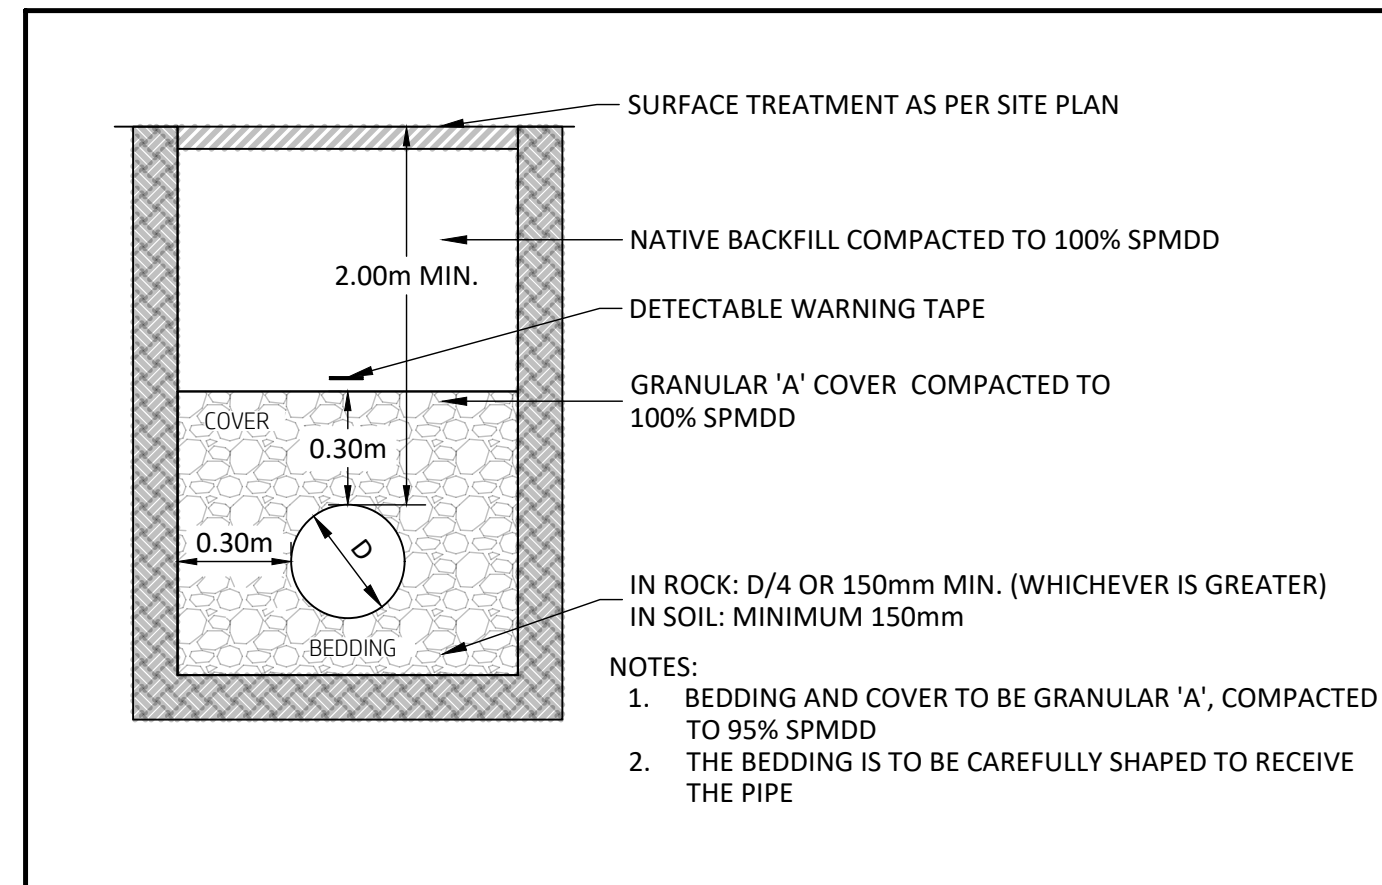 SURFACE TREATMENT AS PER SITE PLAN
NATIVE BACKFILL COMPACTED TO 100% SPMDD
2.00m MIN.
DETECTABLE WARNING TAPE
GRANULAR 'A' COVER COMPACTED TO
100% SPMDD
COVER
0.30m
0.30m
D
IN ROCK: D/4 OR 150mm MIN. (WHICHEVER IS GREATER)
IN SOIL: MINIMUM 150mm
BEDDING
NOTES:
1. BEDDING AND COVER TO BE GRANULAR 'A', COMPACTED
TO 95% SPMDD
2. THE BEDDING IS TO BE CAREFULLY SHAPED TO RECEIVE
THE PIPE